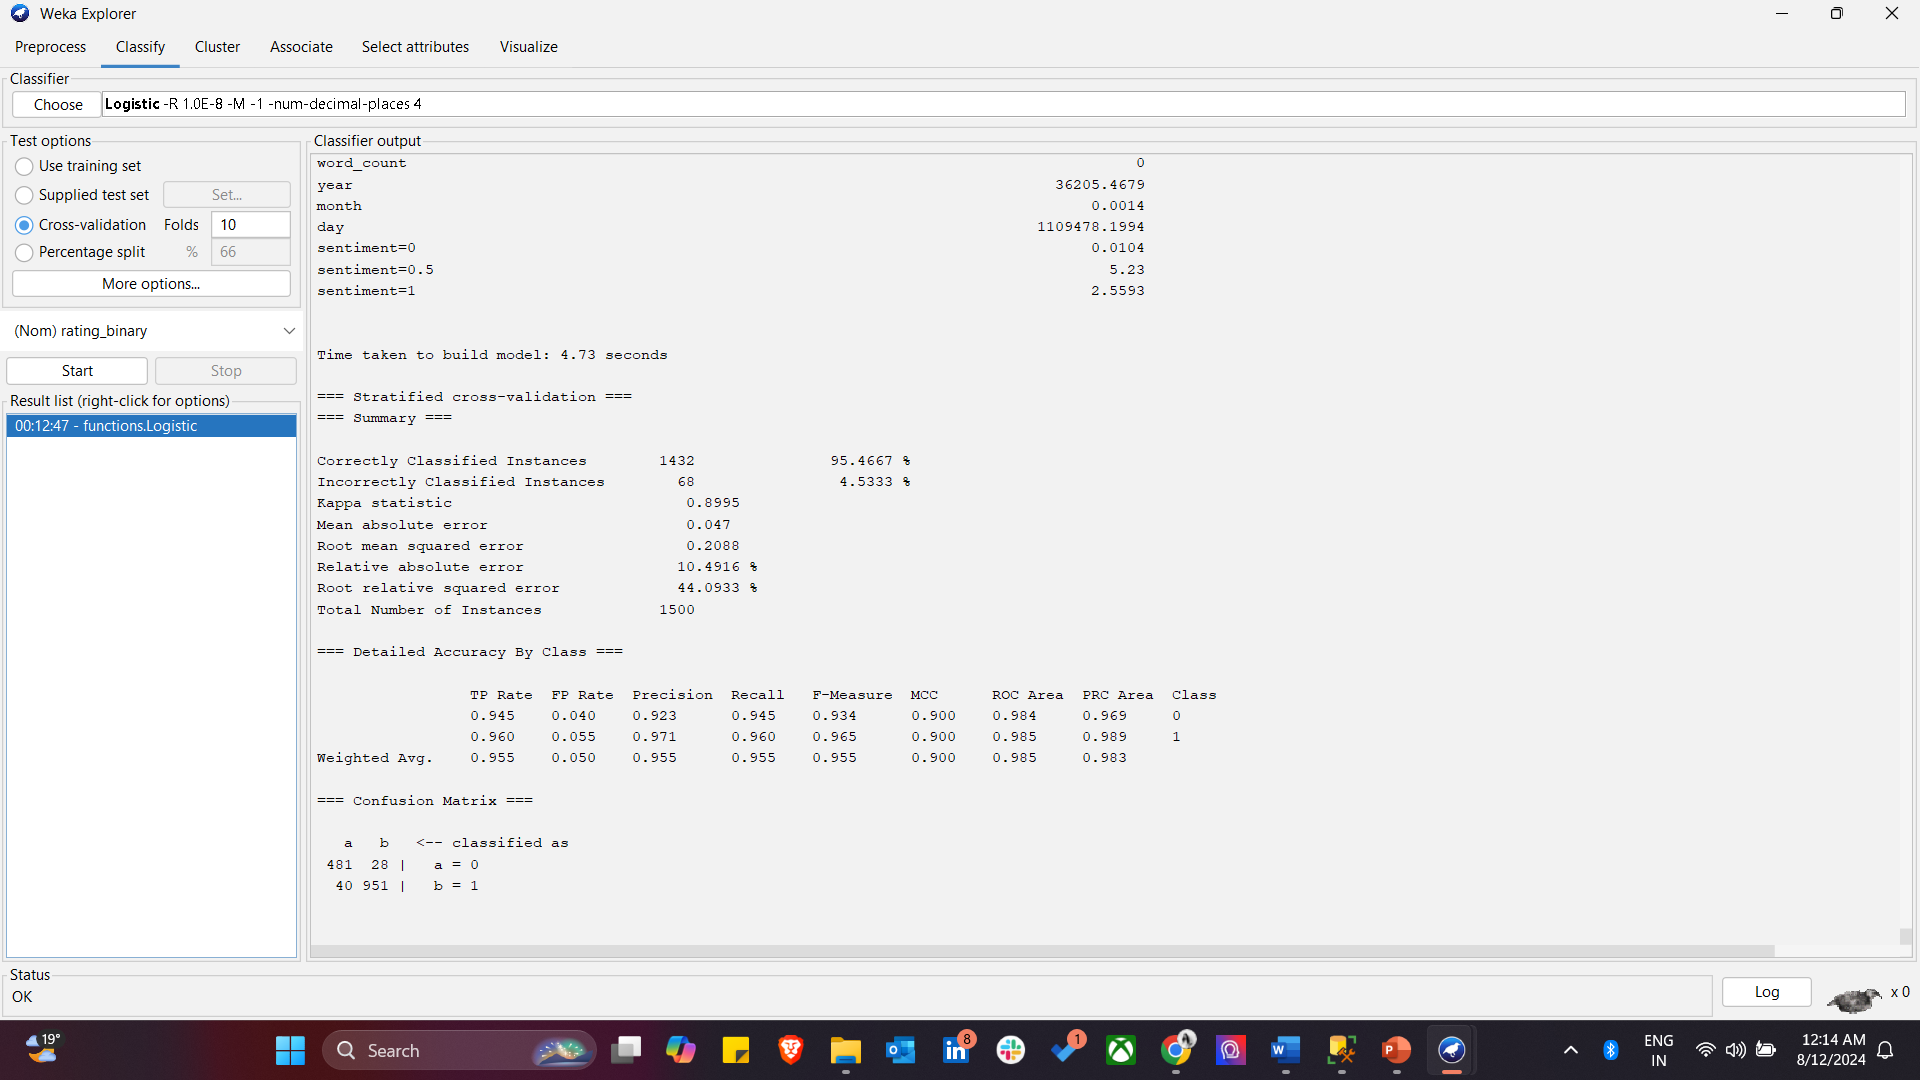 Weka Explorer
Preprocess Classify Cluster Associate Select attributes Visualize
Classifier
Choose Logistic -R 1.0E-8 -M -1 -num-decimal-places 4
Test options
Use training set
Supplied test set Set...
Cross-validation Folds 10
Percentage split % 66
More options...
(Nom) rating_binary
Start Stop
Result list (right-click for options)
00:12:47 - functions.Logistic
Classifier output
word_count 0
year 36205.4679
month 0.0014
day 1109478.1994
sentiment=0 0.0104
sentiment=0.5 5.23
sentiment=1 2.5593
Time taken to build model: 4.73 seconds
=== Stratified cross-validation ===
=== Summary ===
Correctly Classified Instances 1432 95.4667 %
Incorrectly Classified Instances 68 4.5333 %
Kappa statistic 0.8995
Mean absolute error 0.047
Root mean squared error 0.2088
Relative absolute error 10.4916 %
Root relative squared error 44.0933 %
Total Number of Instances 1500
=== Detailed Accuracy By Class ===
TP Rate FP Rate Precision Recall F-Measure MCC ROC Area PRC Area Class
0.945 0.040 0.923 0.945 0.934 0.900 0.984 0.969 0
0.960 0.055 0.971 0.960 0.965 0.900 0.985 0.989 1
Weighted Avg. 0.955 0.050 0.955 0.955 0.955 0.900 0.985 0.983
=== Confusion Matrix ===
a b <-- classified as
481 28 | a = 0
40 951 | b = 1
Status
OK
Log x 0
19°
Search
8
1
ENG
IN
12:14 AM
8/12/2024